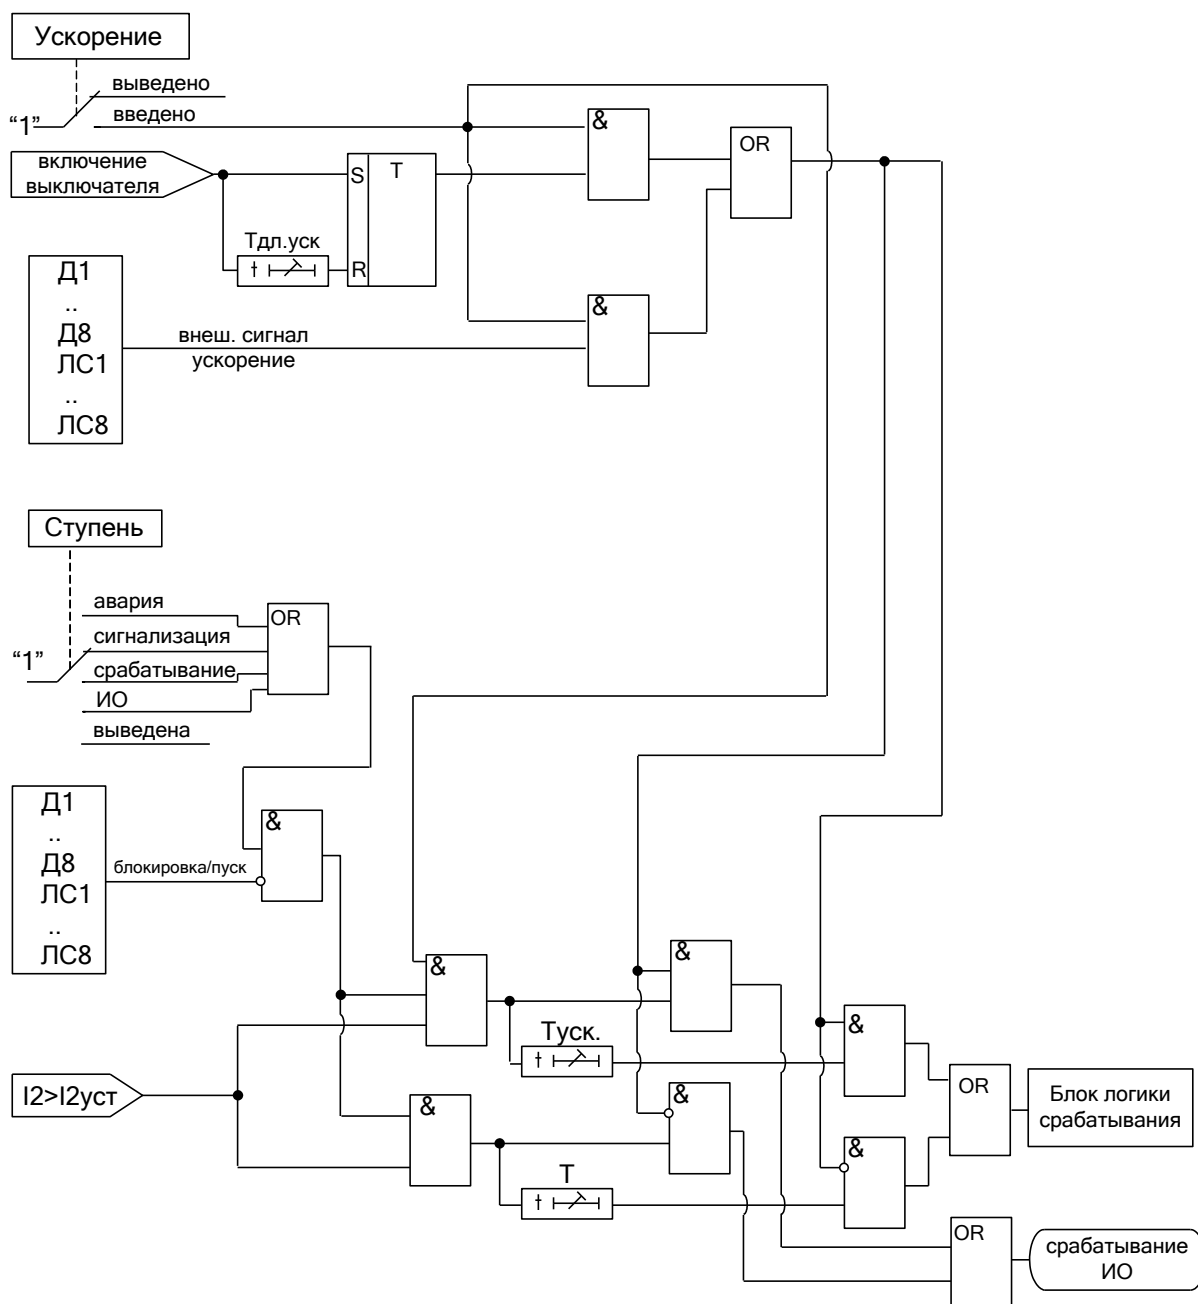 Ускорение
выведено
“1”
введено
включение
выключателя
S
T
R
Tдл.уск
&
OR
Д1
..
Д8
ЛС1
..
ЛС8
внеш. сигнал
ускорение
&
Ступень
авария
“1”
сигнализация
срабатывание
ИО
выведена
OR
Д1
..
Д8
ЛС1
..
ЛС8
блокировка/пуск
&
&
&
Tуск.
&
I2>I2уст
&
&
OR
Блок логики
срабатывания
T
&
OR
срабатывание
ИО